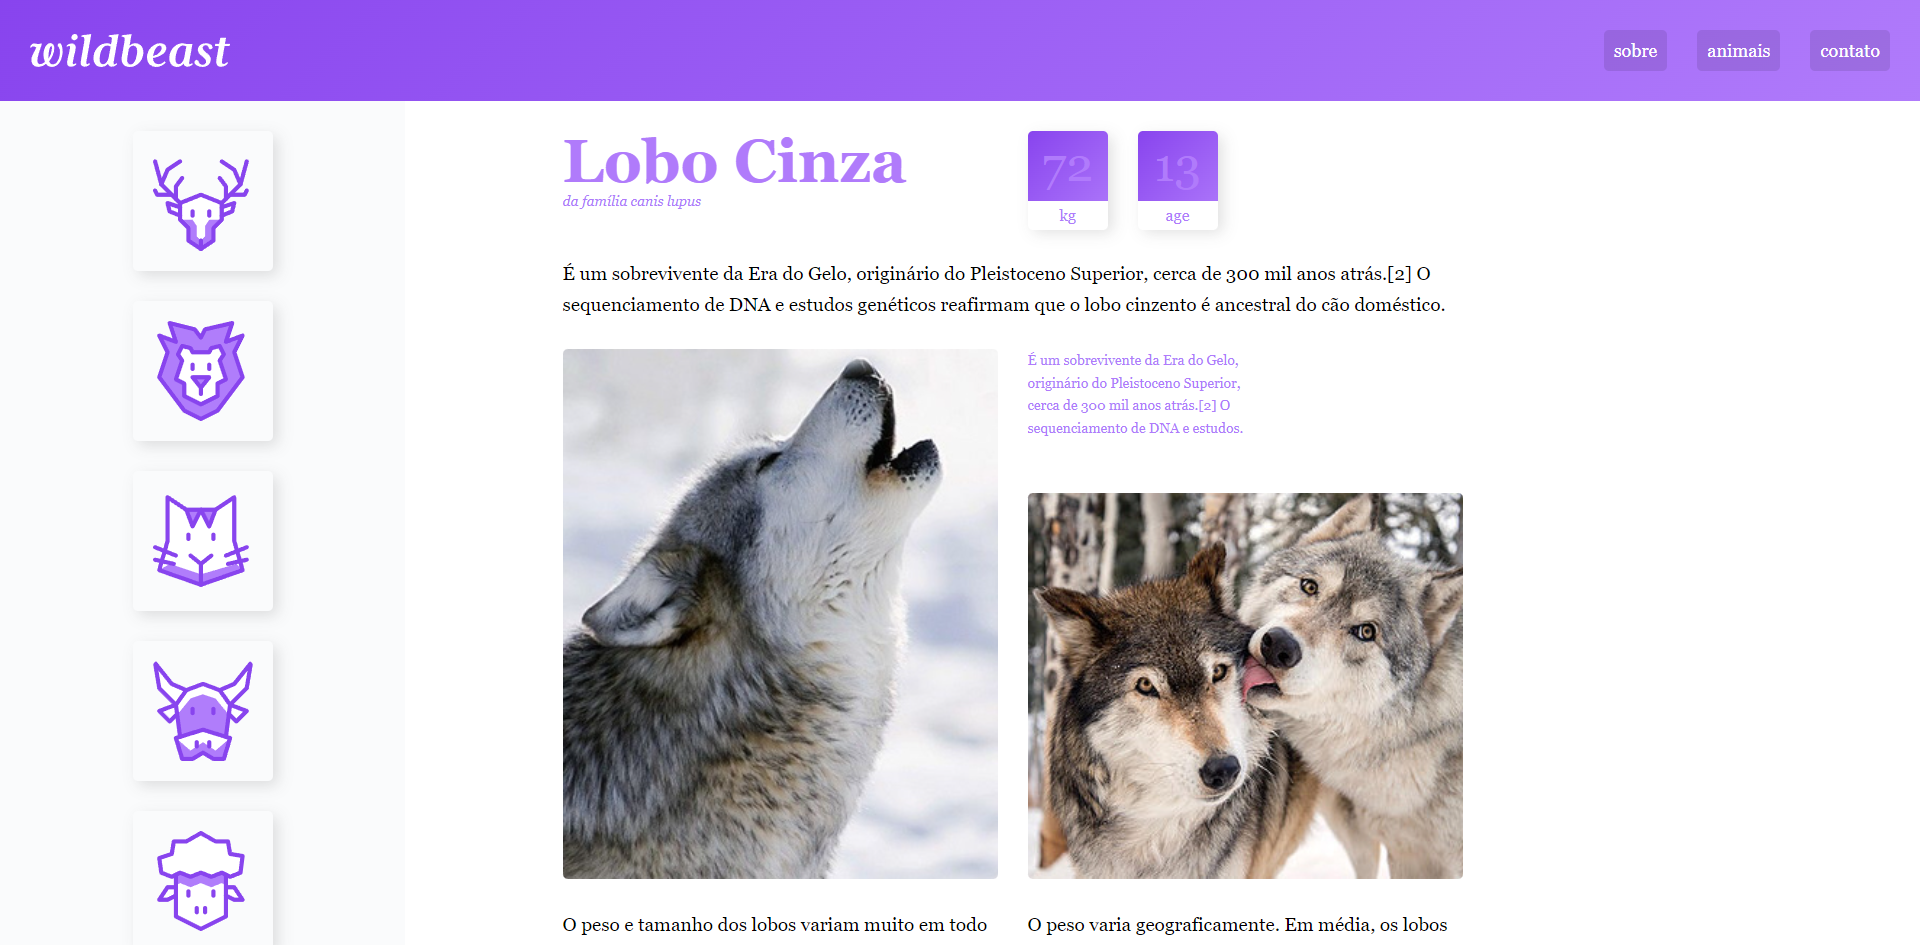 wildbeast
sobre
animais
contato
Lobo Cinza
da família canis lupus
72
kg
13
age
É um sobrevivente da Era do Gelo, originário do Pleistoceno Superior, cerca de 300 mil anos atrás.[2] O
sequenciamento de DNA e estudos genéticos reafirmam que o lobo cinzento é ancestral do cão doméstico.
É um sobrevivente da Era do Gelo,
originário do Pleistoceno Superior,
cerca de 300 mil anos atrás.[2] O
sequenciamento de DNA e estudos.
O peso e tamanho dos lobos variam muito em todo
O peso varia geograficamente. Em média, os lobos